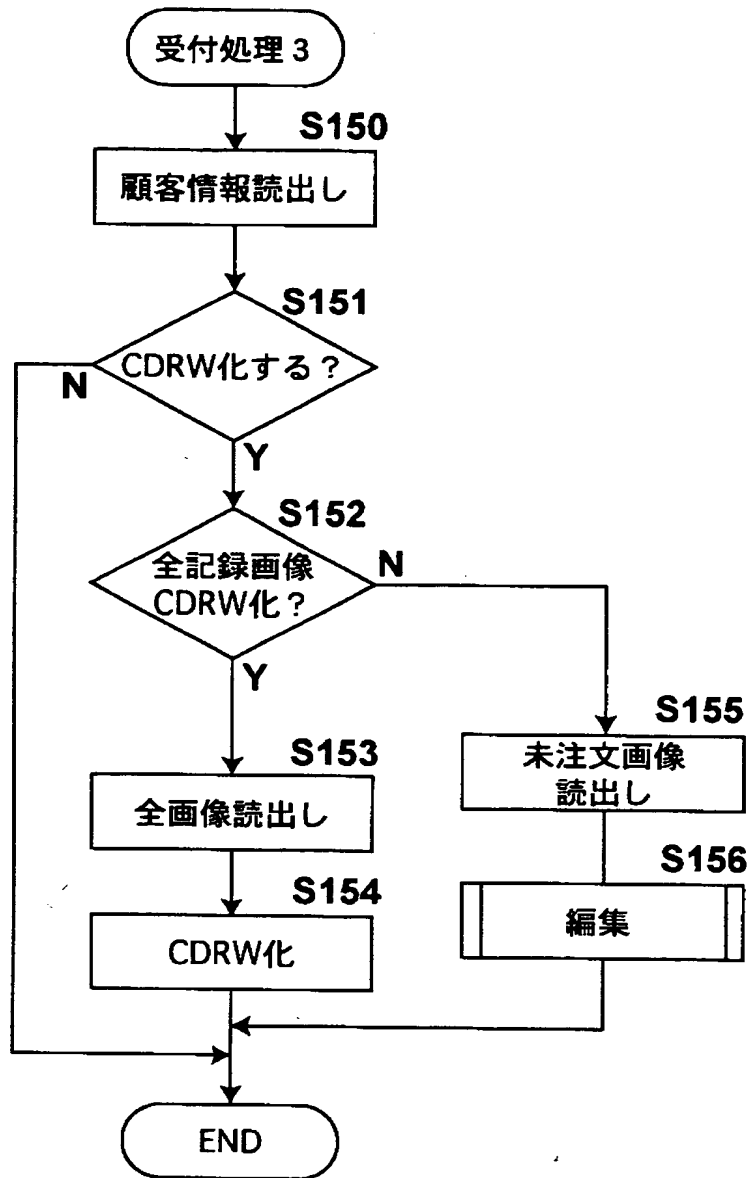 受付処理3
S150
顧客情報読出し
S151
CDRW化する?
N
Y
S152
全記録画像
CDRW化?
N
Y
S153
全画像読出し
S154
CDRW化
S155
未注文画像
読出し
S156
編集
END